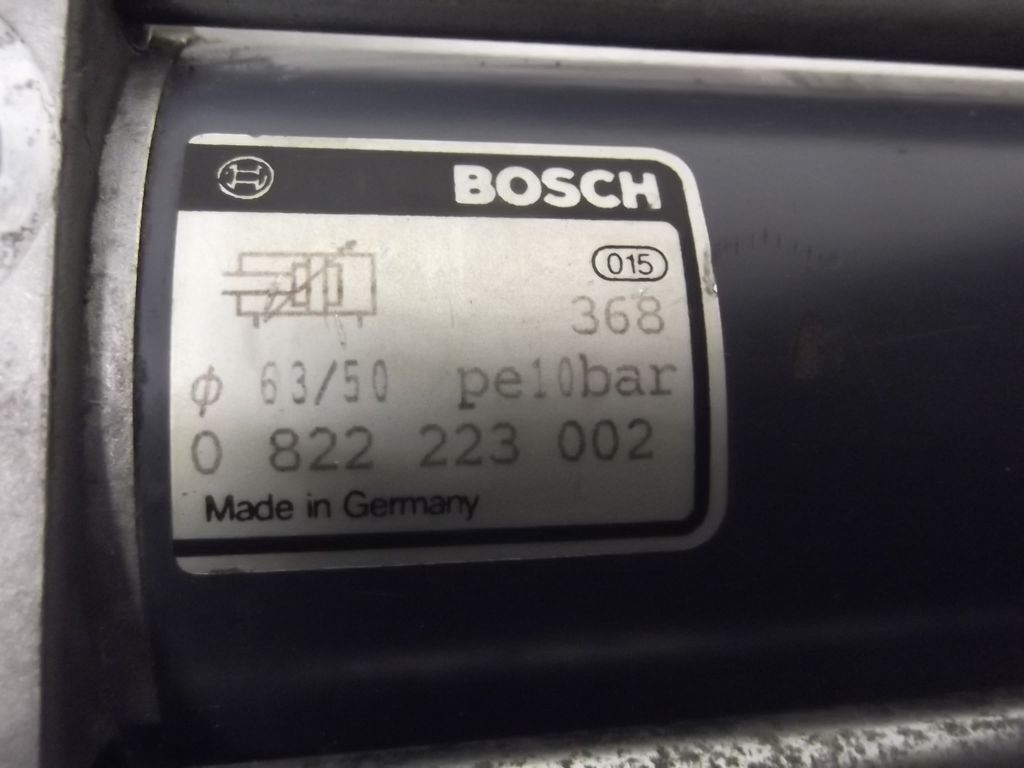 BOSCH
015
368
ϕ 63/50 pe10bar
0 822 223 002
Made in Germany